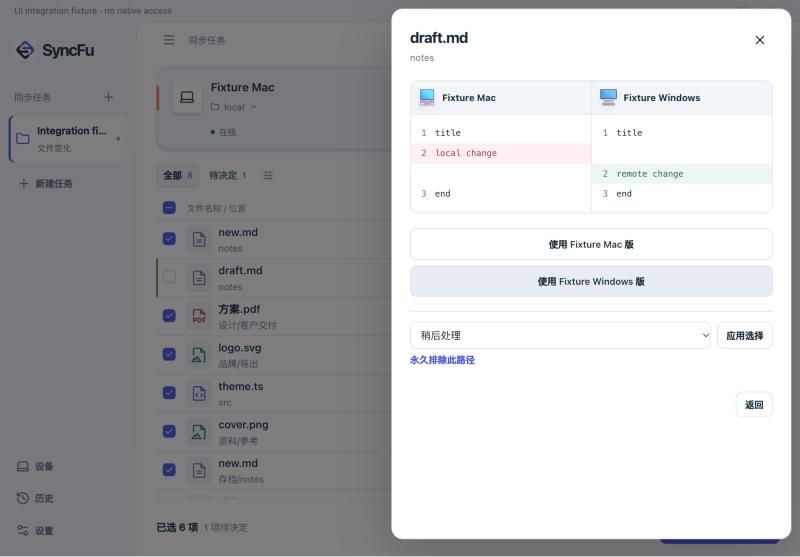 UI integration fixture · no native access
SyncFu
同步任务
Integration fi...
文件变化
新建任务
设备
历史
设置
同步任务
Fixture Mac
local
在线
全部 8 待决定 1
文件名称 / 位置
new.md
notes
draft.md
notes
方案.pdf
设计/客户交付
logo.svg
品牌/导出
theme.ts
src
cover.png
资料/参考
new.md
存档/notes
已选 6 项 1 项待决定
draft.md
notes
Fixture Mac Fixture Windows
1 title 1 title
2 local change
2 remote change
3 end 3 end
使用 Fixture Mac 版
使用 Fixture Windows 版
稍后处理 应用选择
永久排除此路径
返回